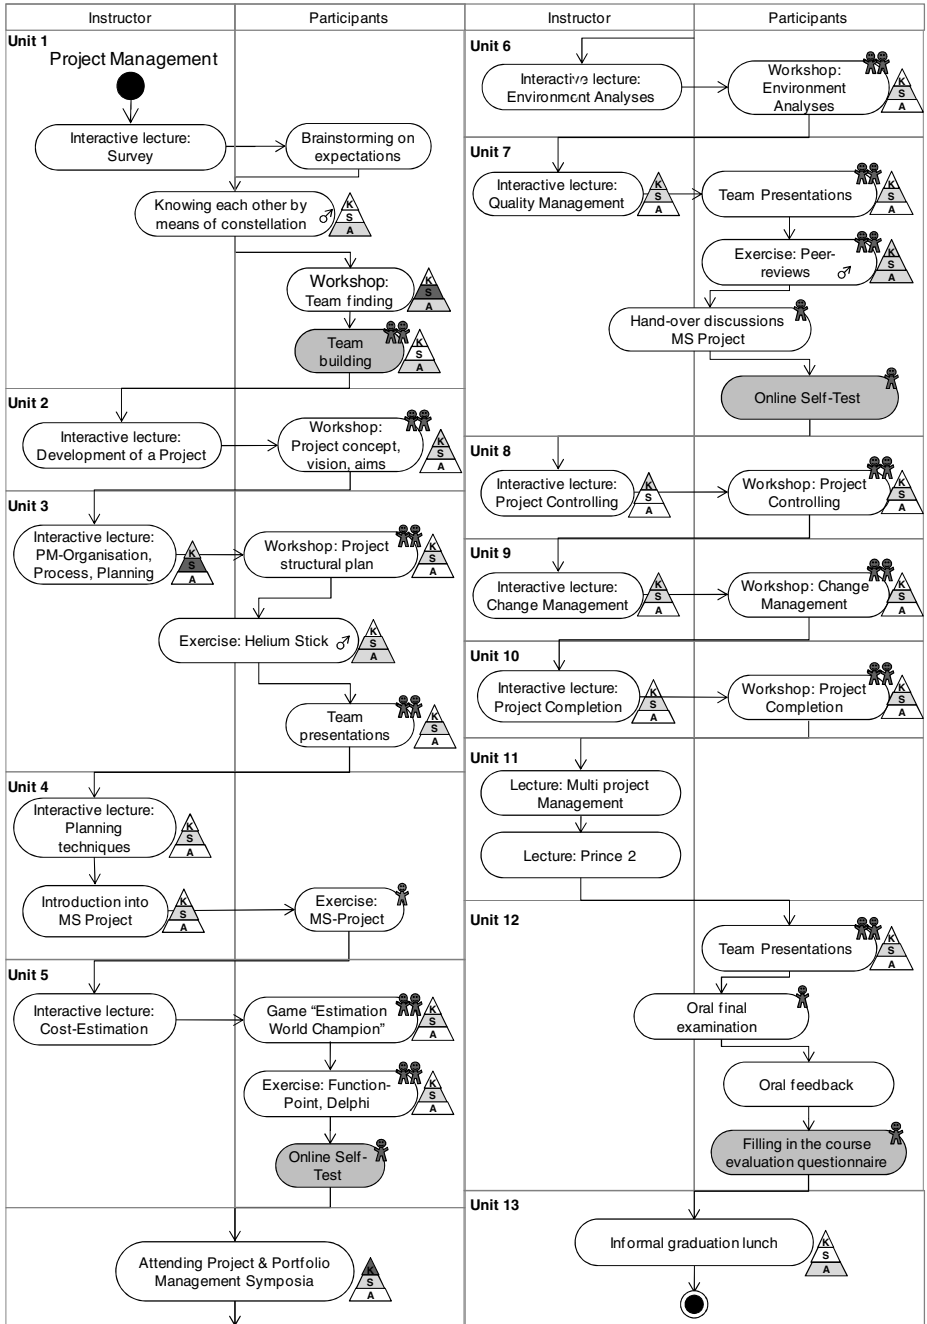 Instructor
Participants
Unit 1
Project Management
Interactive lecture:
Survey
Brainstorming on
expectations
Knowing each other by
means of constellation
K
S
A
Workshop:
Team finding
K
S
A
Team
building
K
S
A
Unit 2
Interactive lecture:
Development of a Project
Workshop:
Project concept,
vision, aims
K
S
A
Unit 3
Interactive lecture:
PM-Organisation,
Process, Planning
K
S
A
Workshop: Project
structural plan
K
S
A
Exercise: Helium Stick
K
S
A
Team
presentations
K
S
A
Unit 4
Interactive lecture:
Planning
techniques
K
S
A
Introduction into
MS Project
K
S
A
Exercise:
MS-Project
Unit 5
Interactive lecture:
Cost-Estimation
Game “Estimation
World Champion”
K
S
A
Exercise: Function-
Point, Delphi
K
S
A
Online Self-
Test
Attending Project & Portfolio
Management Symposia
K
S
A
Instructor
Participants
Unit 6
Interactive lecture:
Environment Analyses
Workshop:
Environment
Analyses
K
S
A
Unit 7
Interactive lecture:
Quality Management
K
S
A
Team Presentations
K
S
A
Exercise: Peer-
reviews
K
S
A
Hand-over discussions
MS Project
Online Self-Test
Unit 8
Interactive lecture:
Project Controlling
K
S
A
Workshop: Project
Controlling
K
S
A
Unit 9
Interactive lecture:
Change Management
K
S
A
Workshop: Change
Management
K
S
A
Unit 10
Interactive lecture:
Project Completion
K
S
A
Workshop: Project
Completion
K
S
A
Unit 11
Lecture: Multi project
Management
Lecture: Prince 2
Unit 12
Team Presentations
K
S
A
Oral final
examination
Oral feedback
Filling in the course
evaluation questionnaire
Unit 13
Informal graduation lunch
K
S
A